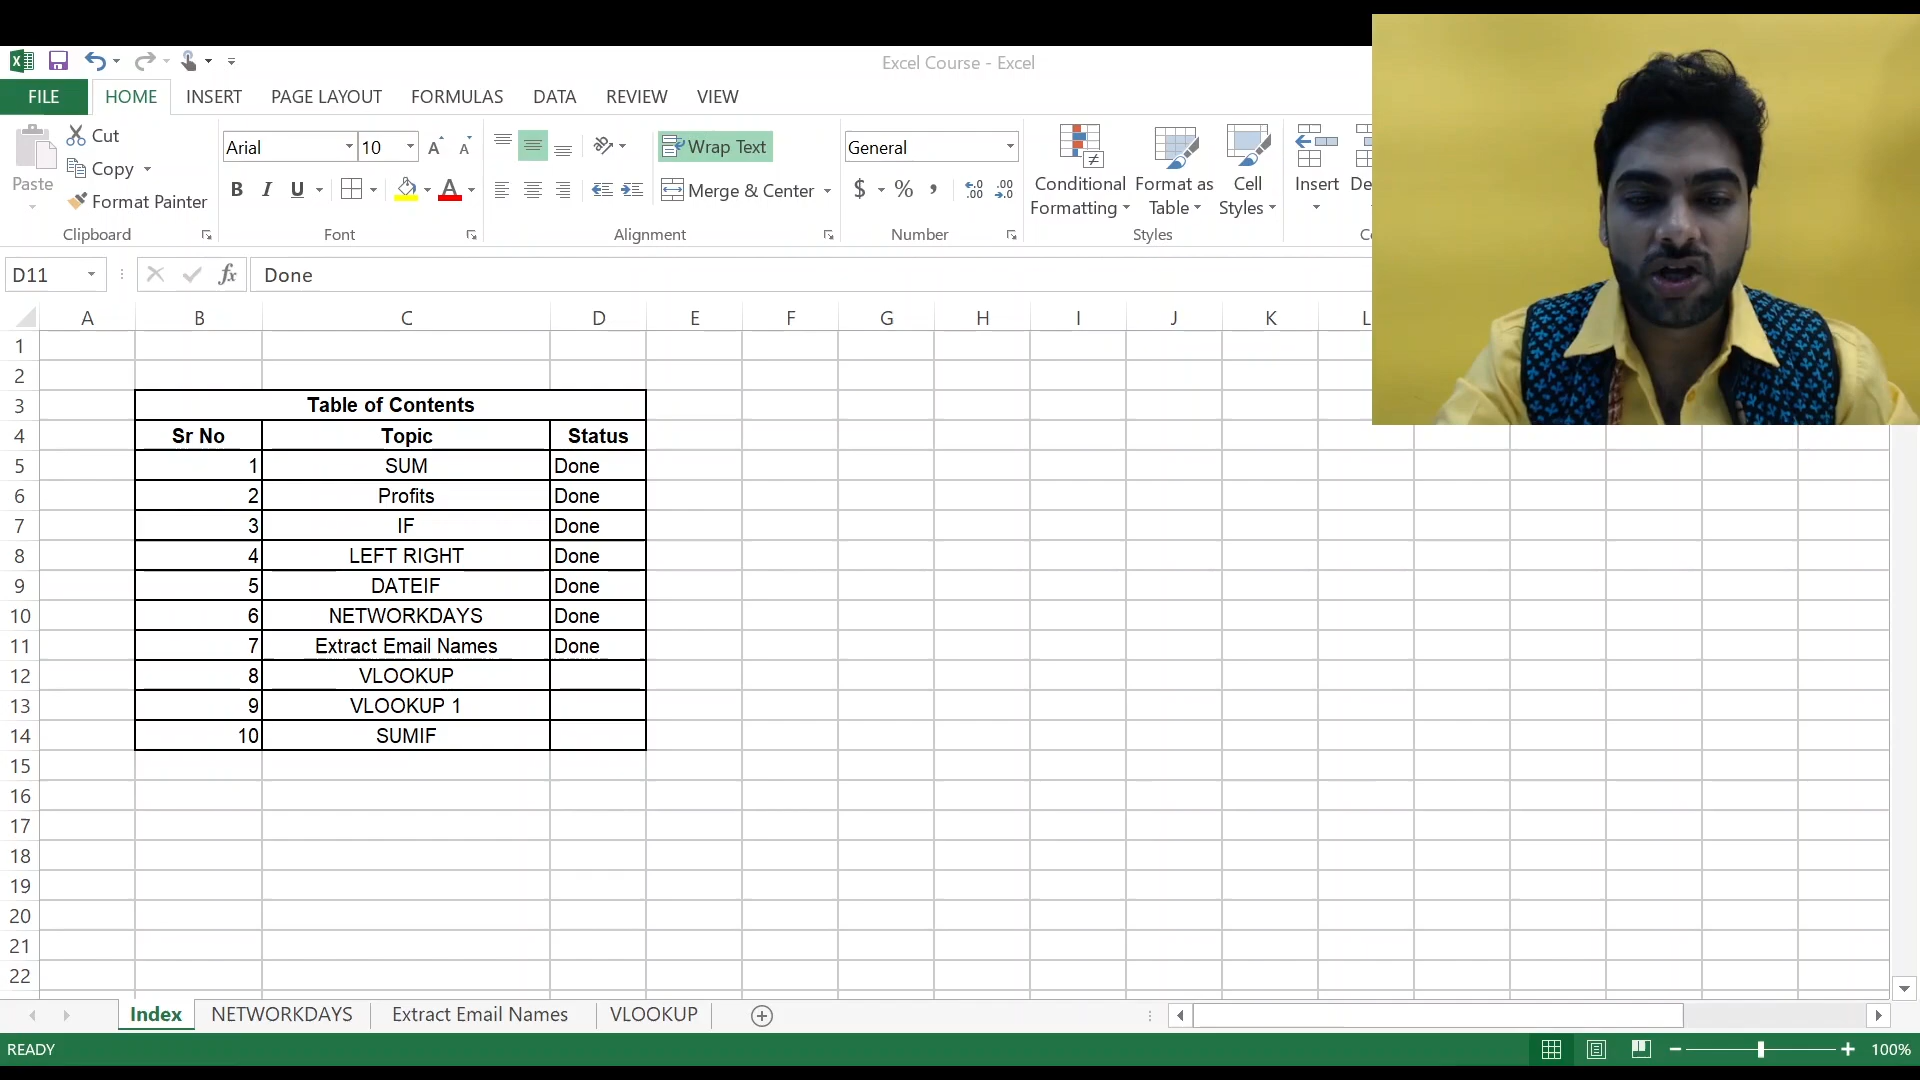 Excel Course - Excel
FILE HOME INSERT PAGE LAYOUT FORMULAS DATA REVIEW VIEW
Paste
Cut
Copy
Format Painter
Clipboard
Arial 10
B I U
Font
Wrap Text
Merge & Center
Alignment
General
$ % ,
Number
Conditional Formatting
Format as Table
Cell Styles
Styles
Insert
De
C
D11 fx Done
A B C D E F G H I J K L
1
2
3 Table of Contents
4 Sr No Topic Status
5 1 SUM Done
6 2 Profits Done
7 3 IF Done
8 4 LEFT RIGHT Done
9 5 DATEIF Done
10 6 NETWORKDAYS Done
11 7 Extract Email Names Done
12 8 VLOOKUP
13 9 VLOOKUP 1
14 10 SUMIF
15
16
17
18
19
20
21
22
Index NETWORKDAYS Extract Email Names VLOOKUP
READY 100%